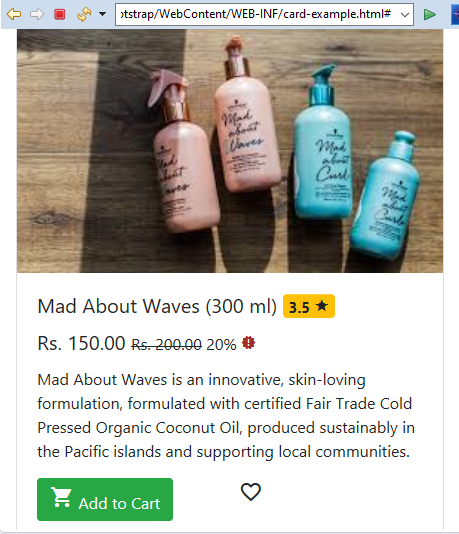 otstrap/WebContent/WEB-INF/card-example.html#
Mad
about
Waves
Mad
about
Waves
Mad
about
Curl
Mad
about
Curl
Mad About Waves (300 ml) 3.5 ★
Rs. 150.00 Rs. 200.00 20%
Mad About Waves is an innovative, skin-loving
formulation, formulated with certified Fair Trade Cold
Pressed Organic Coconut Oil, produced sustainably in
the Pacific islands and supporting local communities.
Add to Cart